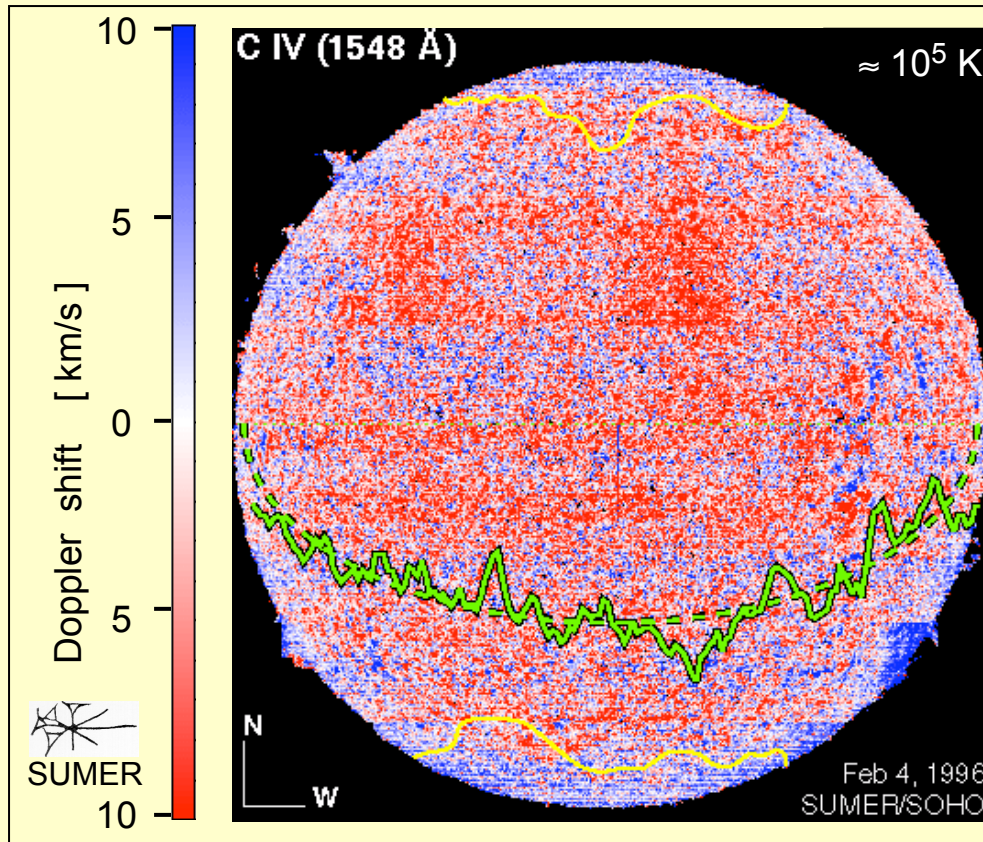 10
5
0
5
10
Doppler shift [ km/s ]
SUMER
C IV (1548 Å)
≈ 10⁵ K
N
W
Feb 4, 1996
SUMER/SOHO